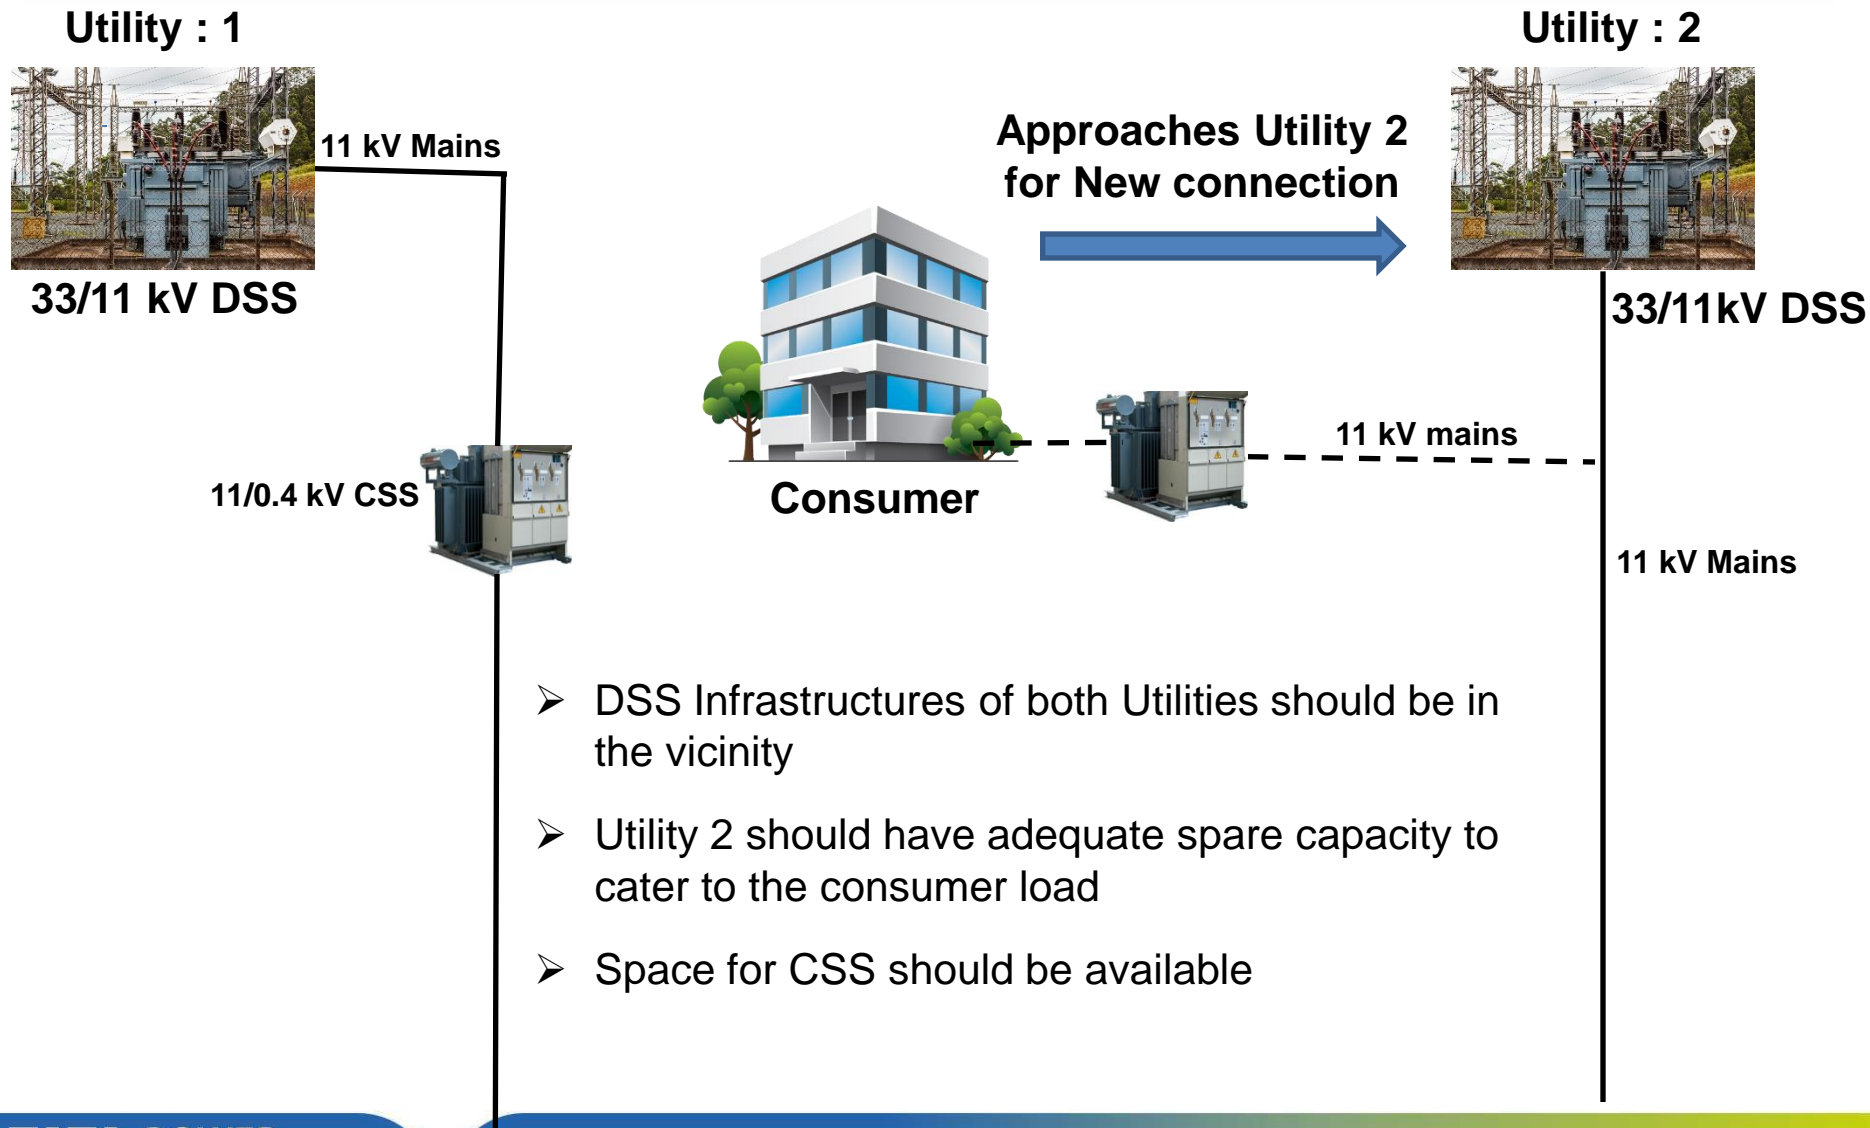 Utility : 1
Utility : 2
11 kV Mains
Approaches Utility 2
for New connection
33/11 kV DSS
33/11kV DSS
11/0.4 kV CSS
Consumer
11 kV mains
11 kV Mains
➢ DSS Infrastructures of both Utilities should be in
the vicinity
➢ Utility 2 should have adequate spare capacity to
cater to the consumer load
➢ Space for CSS should be available